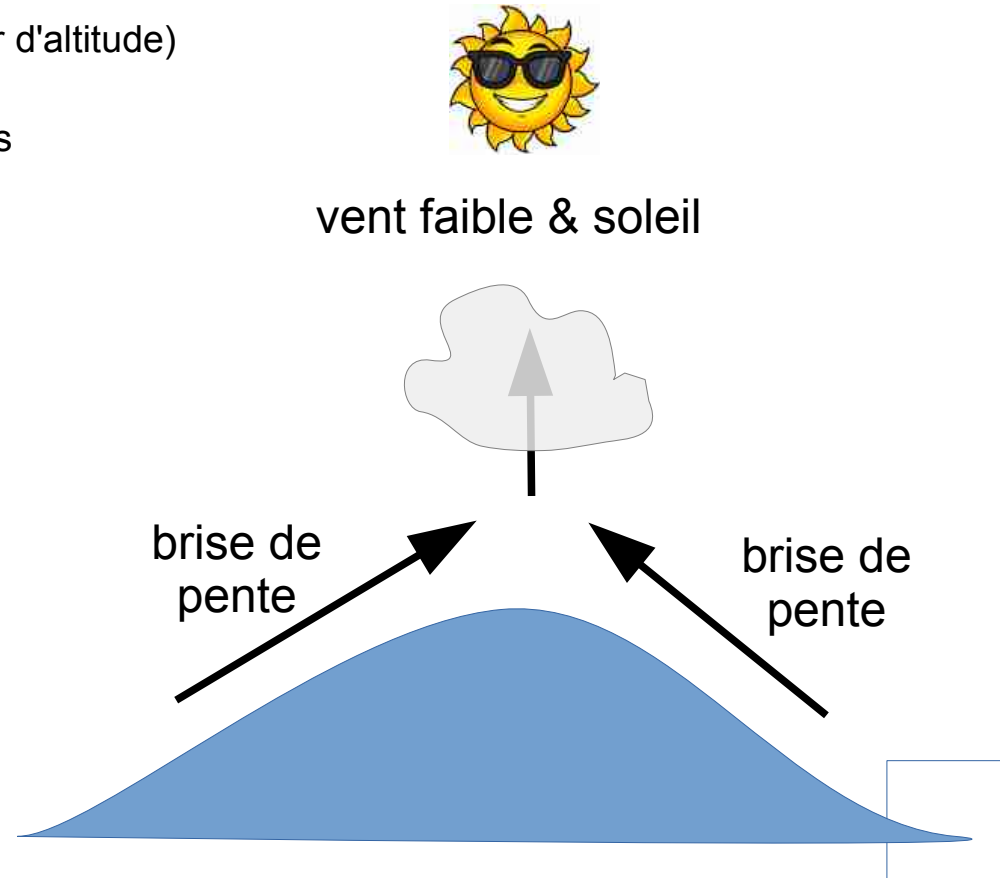 r d'altitude)
s
vent faible & soleil
brise de
pente
brise de
pente